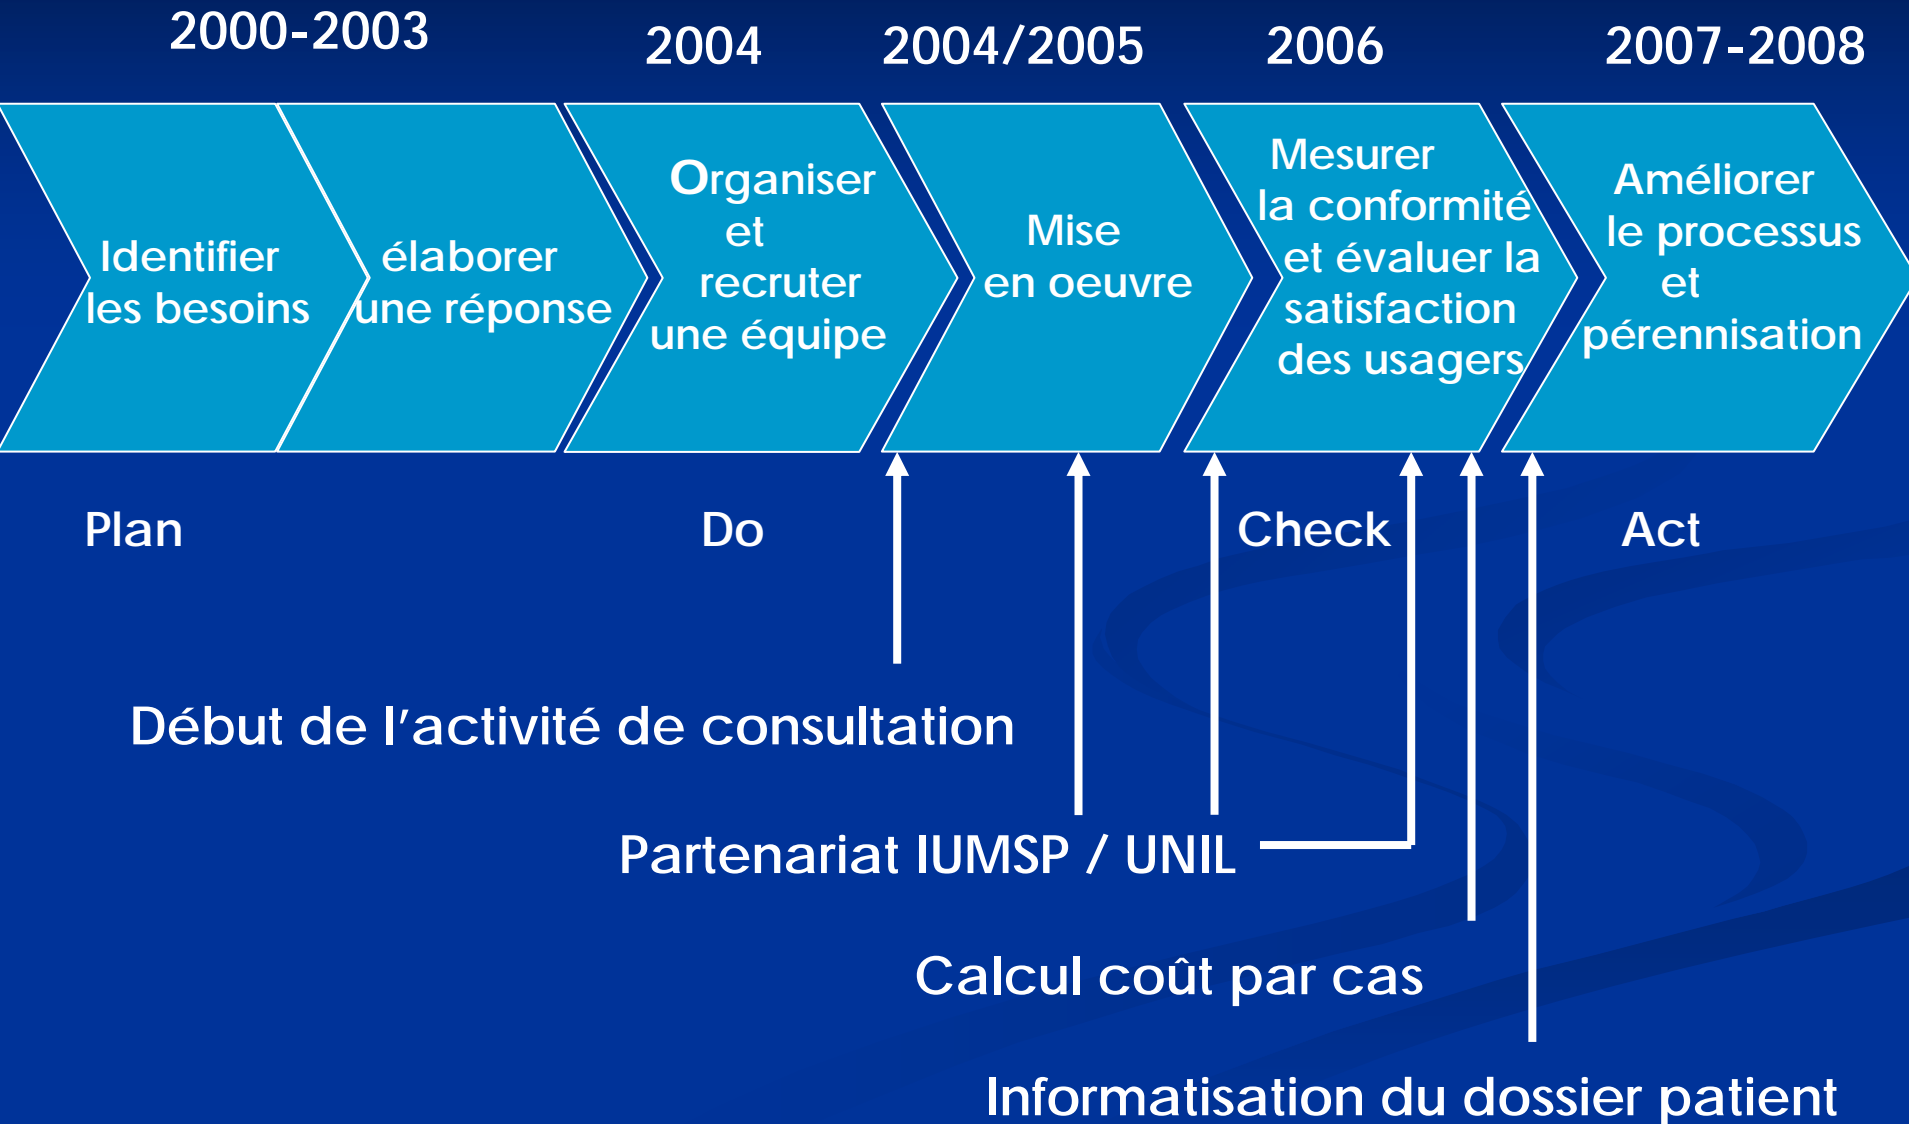 2000-2003
2004
2004/2005
2006
2007-2008
Identifier
les besoins
élaborer
une réponse
Organiser
et
recruter
une équipe
Mise
en oeuvre
Mesurer
la conformité
et évaluer la
satisfaction
des usagers
Améliorer
le processus
et
pérennisation
Plan
Do
Check
Act
Début de l'activité de consultation
Partenariat IUMSP / UNIL
Calcul coût par cas
Informatisation du dossier patient